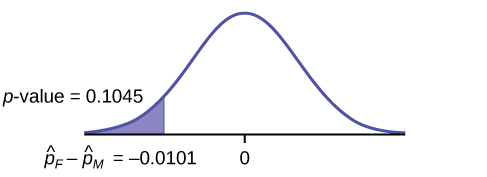 p-value = 0.1045
p̂F – p̂M = –0.0101 0